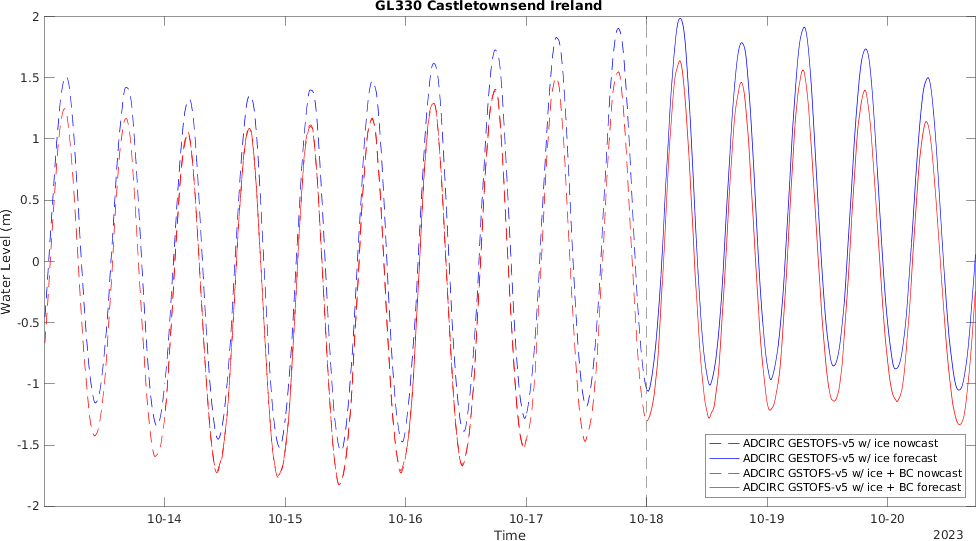 GL330 Castletownsend Ireland
2
1.5
1
0.5
0
-0.5
-1
-1.5
-2
Water Level (m)
10-14
10-15
10-16
10-17
10-18
10-19
10-20
Time
2023
ADCIRC GESTOFS-v5 w/ ice nowcast
ADCIRC GESTOFS-v5 w/ ice forecast
ADCIRC GSTOFS-v5 w/ ice + BC nowcast
ADCIRC GSTOFS-v5 w/ ice + BC forecast